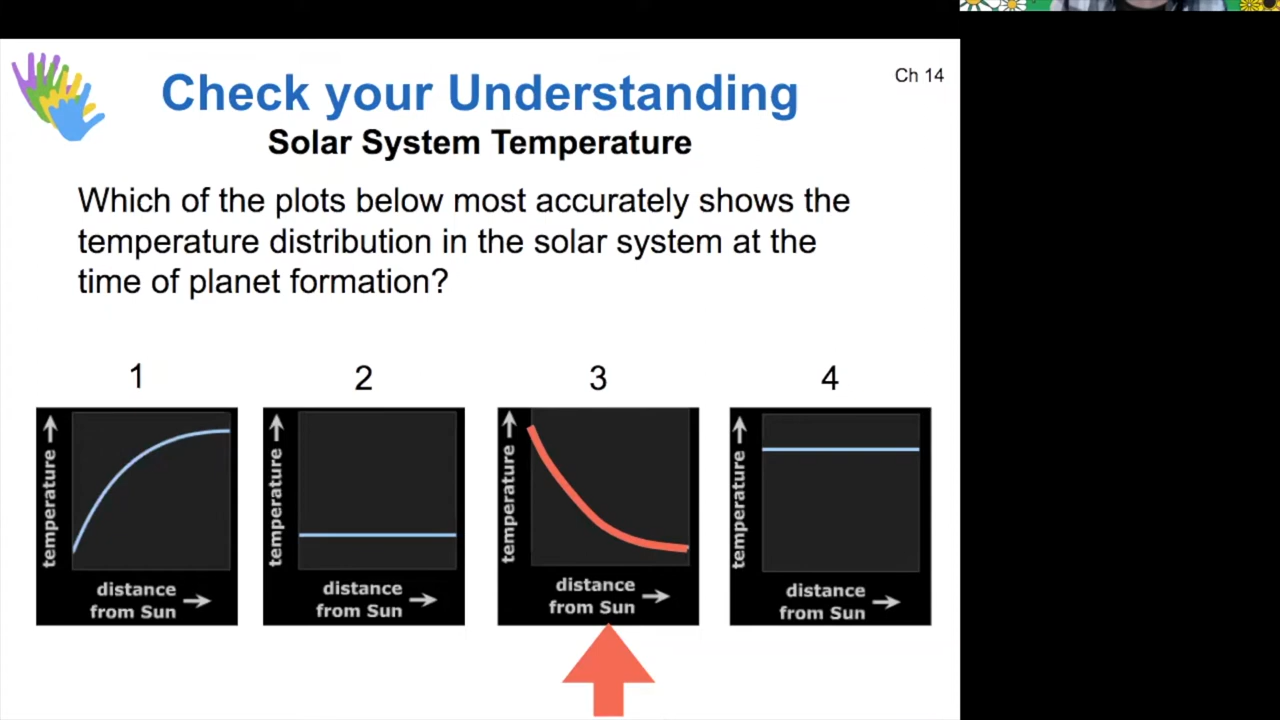 Check your Understanding
Ch 14
Solar System Temperature
Which of the plots below most accurately shows the
temperature distribution in the solar system at the
time of planet formation?
1
2
3
4
temperature
distance
from Sun
temperature
distance
from Sun
temperature
distance
from Sun
temperature
distance
from Sun